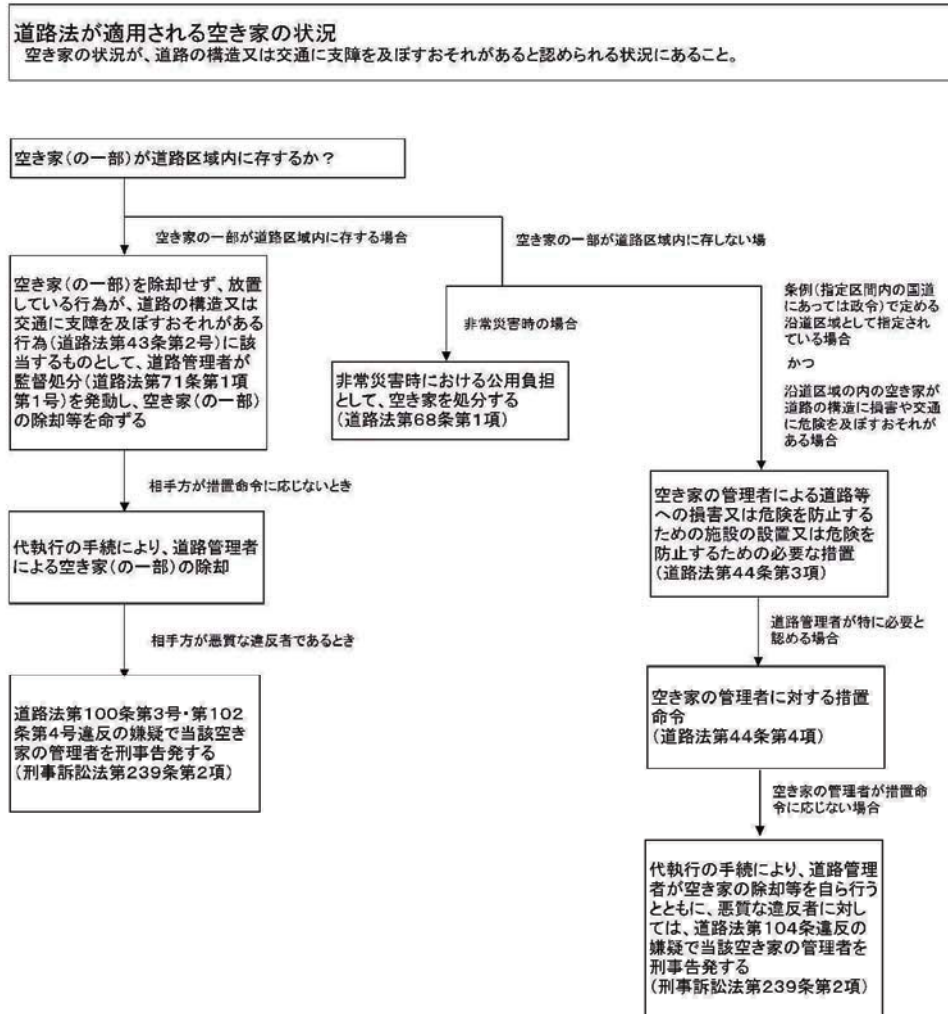 道路法が適用される空き家の状況
空き家の状況が、道路の構造又は交通に支障を及ぼすおそれがあると認められる状況にあること。
空き家(の一部)が道路区域内に存するか?
空き家の一部が道路区域内に存する場合
空き家の一部が道路区域内に存しない場
空き家(の一部)を除却せず、放置
している行為が、道路の構造又は
交通に支障を及ぼすおそれがある
行為(道路法第43条第2号)に該
当するものとして、道路管理者が
監督処分(道路法第71条第1項
第1号)を発動し、空き家(の一部)
の除却等を命ずる
相手方が措置命令に応じないとき
代執行の手続により、道路管理者
による空き家(の一部)の除却
相手方が悪質な違反者であるとき
道路法第100条第3号・第102
条第4号違反の嫌疑で当該空き
家の管理者を刑事告発する
(刑事訴訟法第239条第2項)
非常災害時の場合
非常災害時における公用負担
として、空き家を処分する
(道路法第68条第1項)
条例(指定区間内の国道
にあっては政令)で定める
沿道区域として指定され
ている場合
かつ
沿道区域の内の空き家が
道路の構造に損害や交通
に危険を及ぼすおそれが
ある場合
空き家の管理者による道路等
への損害又は危険を防止する
ための施設の設置又は危険を
防止するための必要な措置
(道路法第44条第3項)
道路管理者が特に必要と
認める場合
空き家の管理者に対する措置
命令
(道路法第44条第4項)
空き家の管理者が措置命
令に応じない場合
代執行の手続により、道路管理
者が空き家の除却等を自ら行う
とともに、悪質な違反者に対し
ては、道路法第104条違反の
嫌疑で当該空き家の管理者を
刑事告発する
(刑事訴訟法第239条第2項)